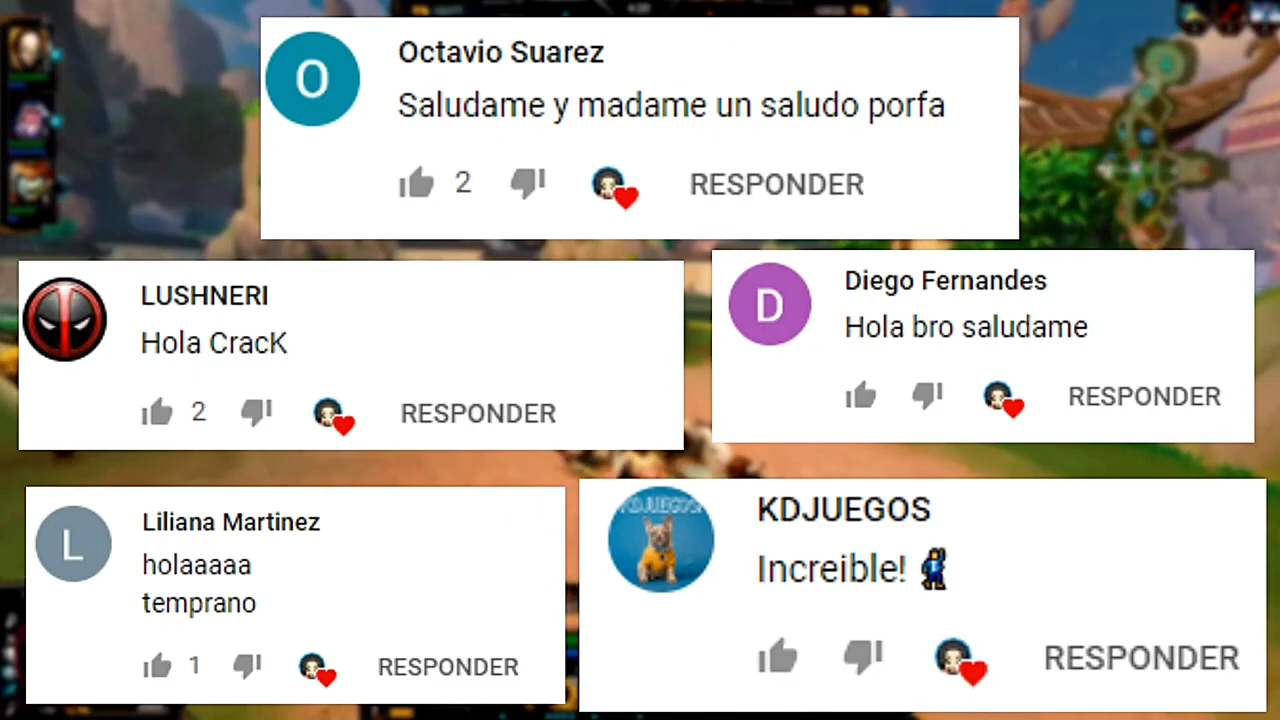 O
Octavio Suarez
Saludame y madame un saludo porfa
2
RESPONDER
LUSHNERI
Hola CracK
2
RESPONDER
D
Diego Fernandes
Hola bro saludame
RESPONDER
L
Liliana Martinez
holaaaaa
temprano
1
RESPONDER
KDJUEGOS
KDJUEGOS
Increible!
RESPONDER